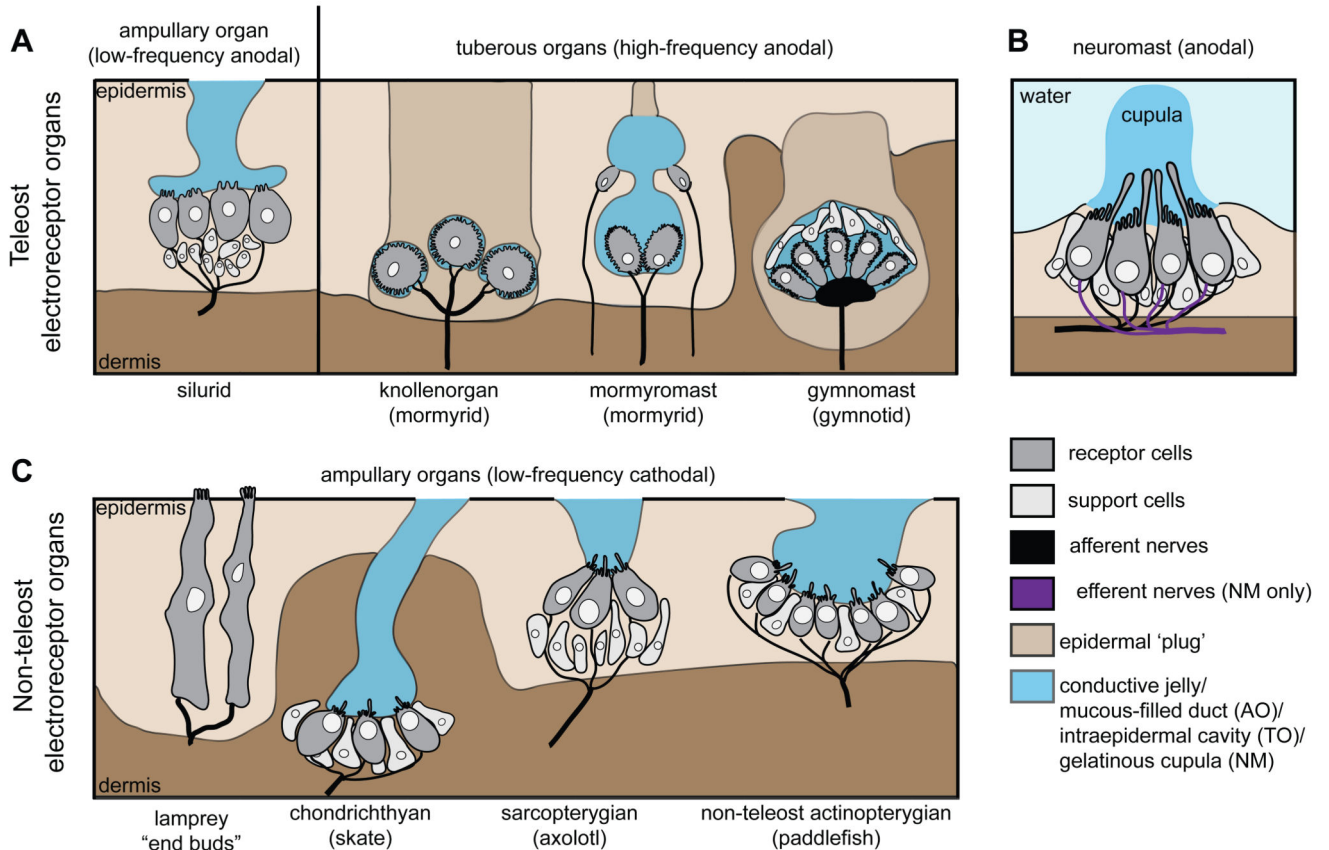 A
ampullary organ
(low-frequency anodal)
tuberous organs (high-frequency anodal)
Teleost
electroreceptor organs
epidermis
dermis
silurid
knollenorgan
(mormyrid)
mormyromast
(mormyrid)
gymnomast
(gymnotid)
B
neuromast (anodal)
water
cupula
receptor cells
support cells
afferent nerves
efferent nerves (NM only)
epidermal ‘plug’
conductive jelly/
mucous-filled duct (AO)/
intraepidermal cavity (TO)/
gelatinous cupula (NM)
C
ampullary organs (low-frequency cathodal)
Non-teleost
electroreceptor organs
epidermis
dermis
lamprey
“end buds”
chondrichthyan
(skate)
sarcopterygian
(axolotl)
non-teleost actinopterygian
(paddlefish)